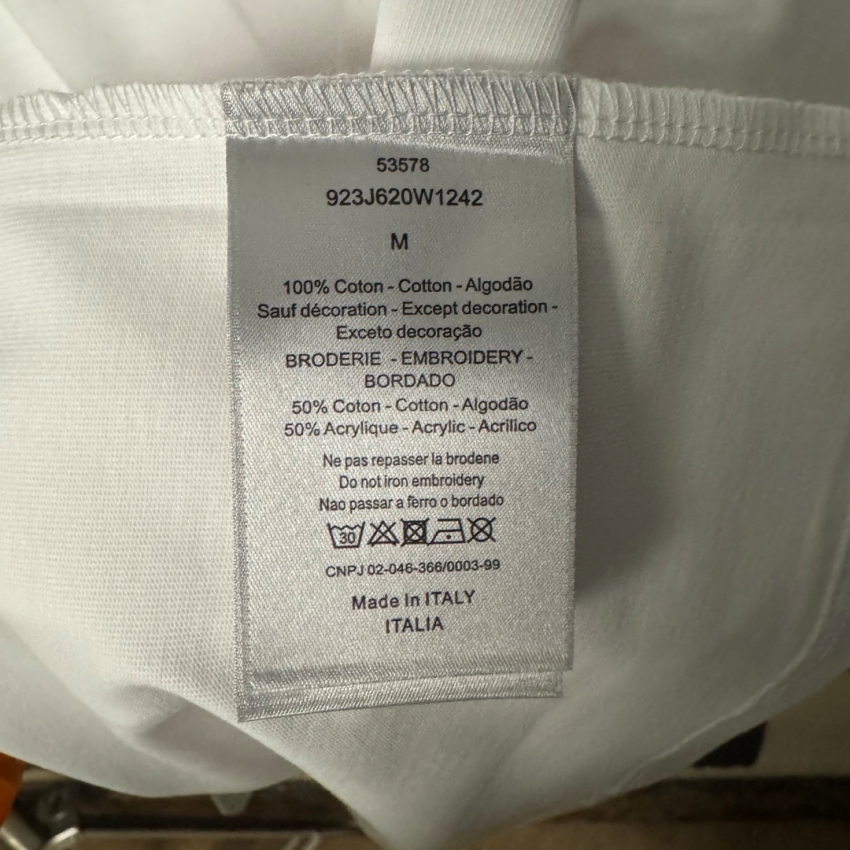 53578
923J620W1242
M
100% Coton - Cotton - Algodão
Sauf décoration - Except decoration -
Exceto decoração
BRODERIE - EMBROIDERY -
BORDADO
50% Coton - Cotton - Algodão
50% Acrylique - Acrylic - Acrilico
Ne pas repasser la brodene
Do not iron embroidery
Nao passar a ferro o bordado
30
CNPJ 02-046-366/0003-99
Made In ITALY
ITALIA